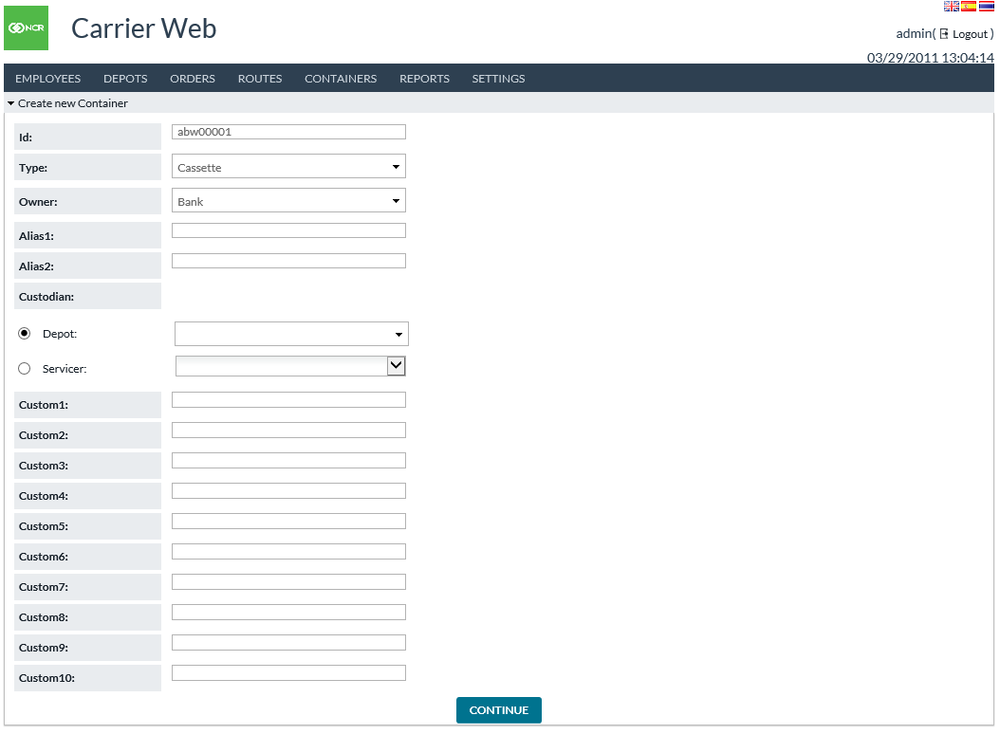 NCR
Carrier Web
admin( Logout )
03/29/2011 13:04:14
EMPLOYEES DEPOTS ORDERS ROUTES CONTAINERS REPORTS SETTINGS
Create new Container
Id: abw00001
Type: Cassette
Owner: Bank
Alias1:
Alias2:
Custodian:
Depot:
Servicer:
Custom1:
Custom2:
Custom3:
Custom4:
Custom5:
Custom6:
Custom7:
Custom8:
Custom9:
Custom10:
CONTINUE